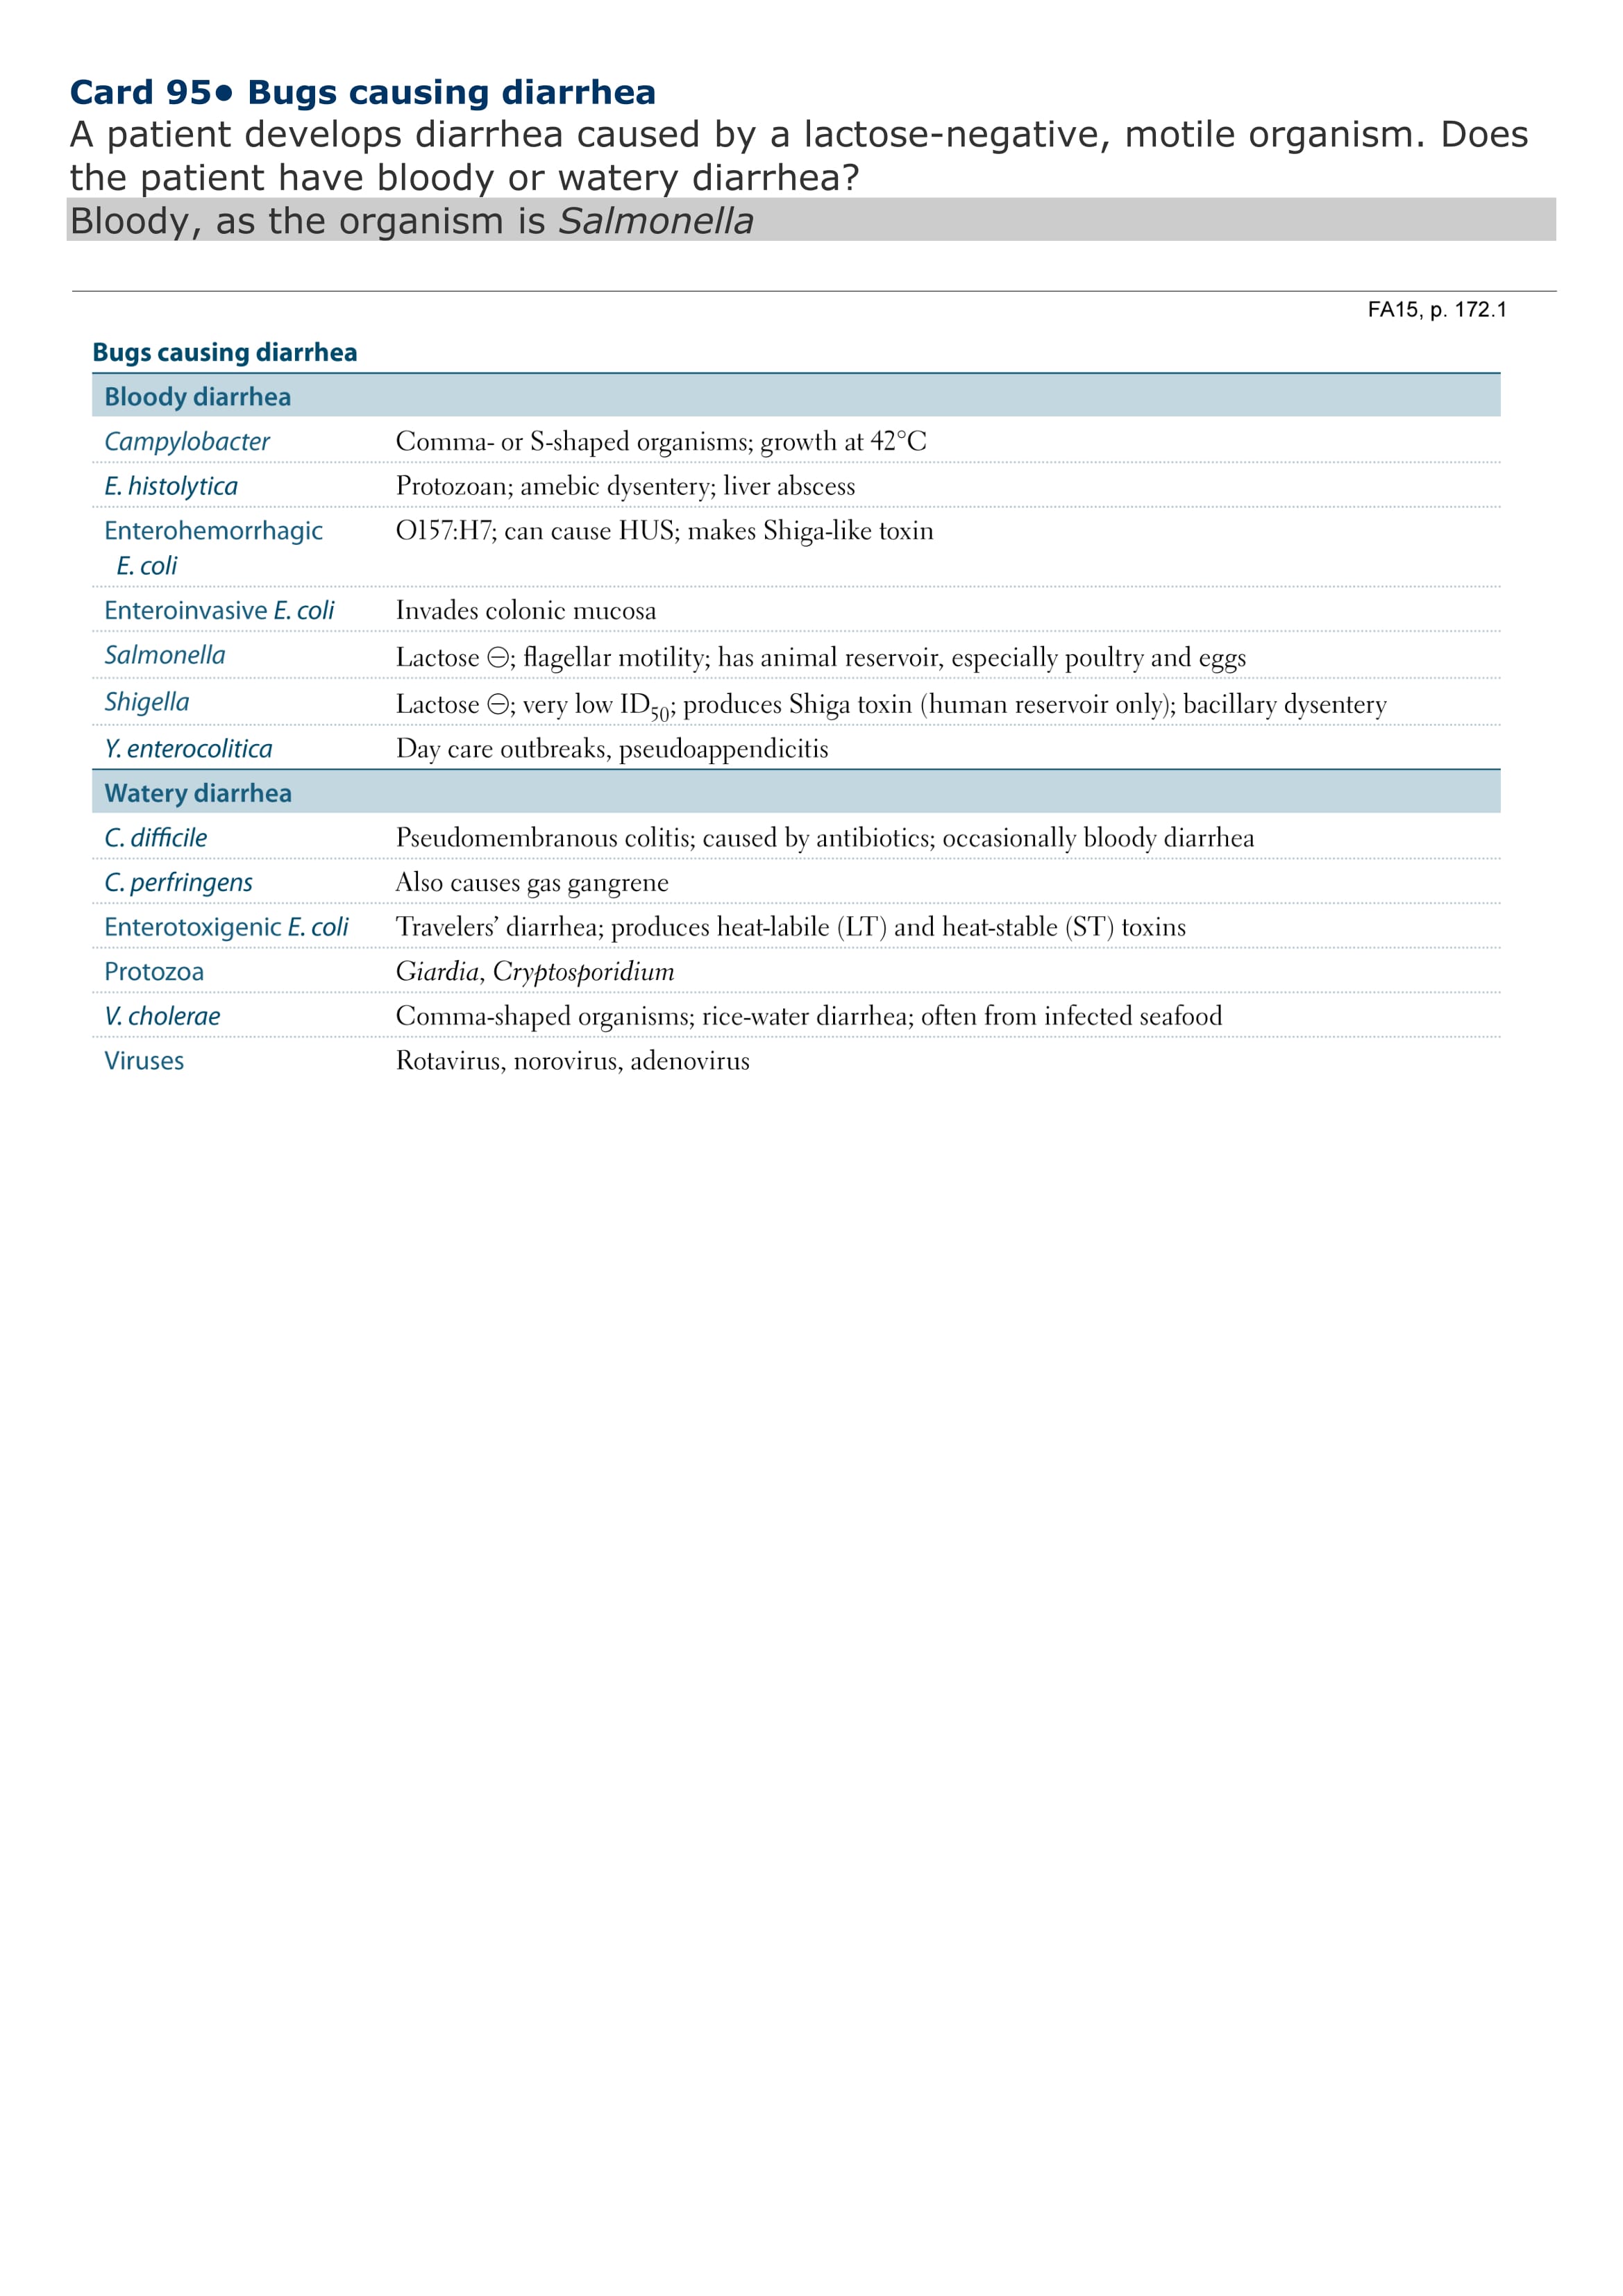 Card 95• Bugs causing diarrhea
A patient develops diarrhea caused by a lactose-negative, motile organism. Does
the patient have bloody or watery diarrhea?
Bloody, as the organism is Salmonella
FA15, p. 172.1
Bugs causing diarrhea
Bloody diarrhea
Campylobacter Comma- or S-shaped organisms; growth at 42°C
E. histolytica Protozoan; amebic dysentery; liver abscess
Enterohemorrhagic O157:H7; can cause HUS; makes Shiga-like toxin
E. coli
Enteroinvasive E. coli Invades colonic mucosa
Salmonella Lactose ⊖; flagellar motility; has animal reservoir, especially poultry and eggs
Shigella Lactose ⊖; very low ID50; produces Shiga toxin (human reservoir only); bacillary dysentery
Y. enterocolitica Day care outbreaks, pseudoappendicitis
Watery diarrhea
C. difficile Pseudomembranous colitis; caused by antibiotics; occasionally bloody diarrhea
C. perfringens Also causes gas gangrene
Enterotoxigenic E. coli Travelers’ diarrhea; produces heat-labile (LT) and heat-stable (ST) toxins
Protozoa Giardia, Cryptosporidium
V. cholerae Comma-shaped organisms; rice-water diarrhea; often from infected seafood
Viruses Rotavirus, norovirus, adenovirus